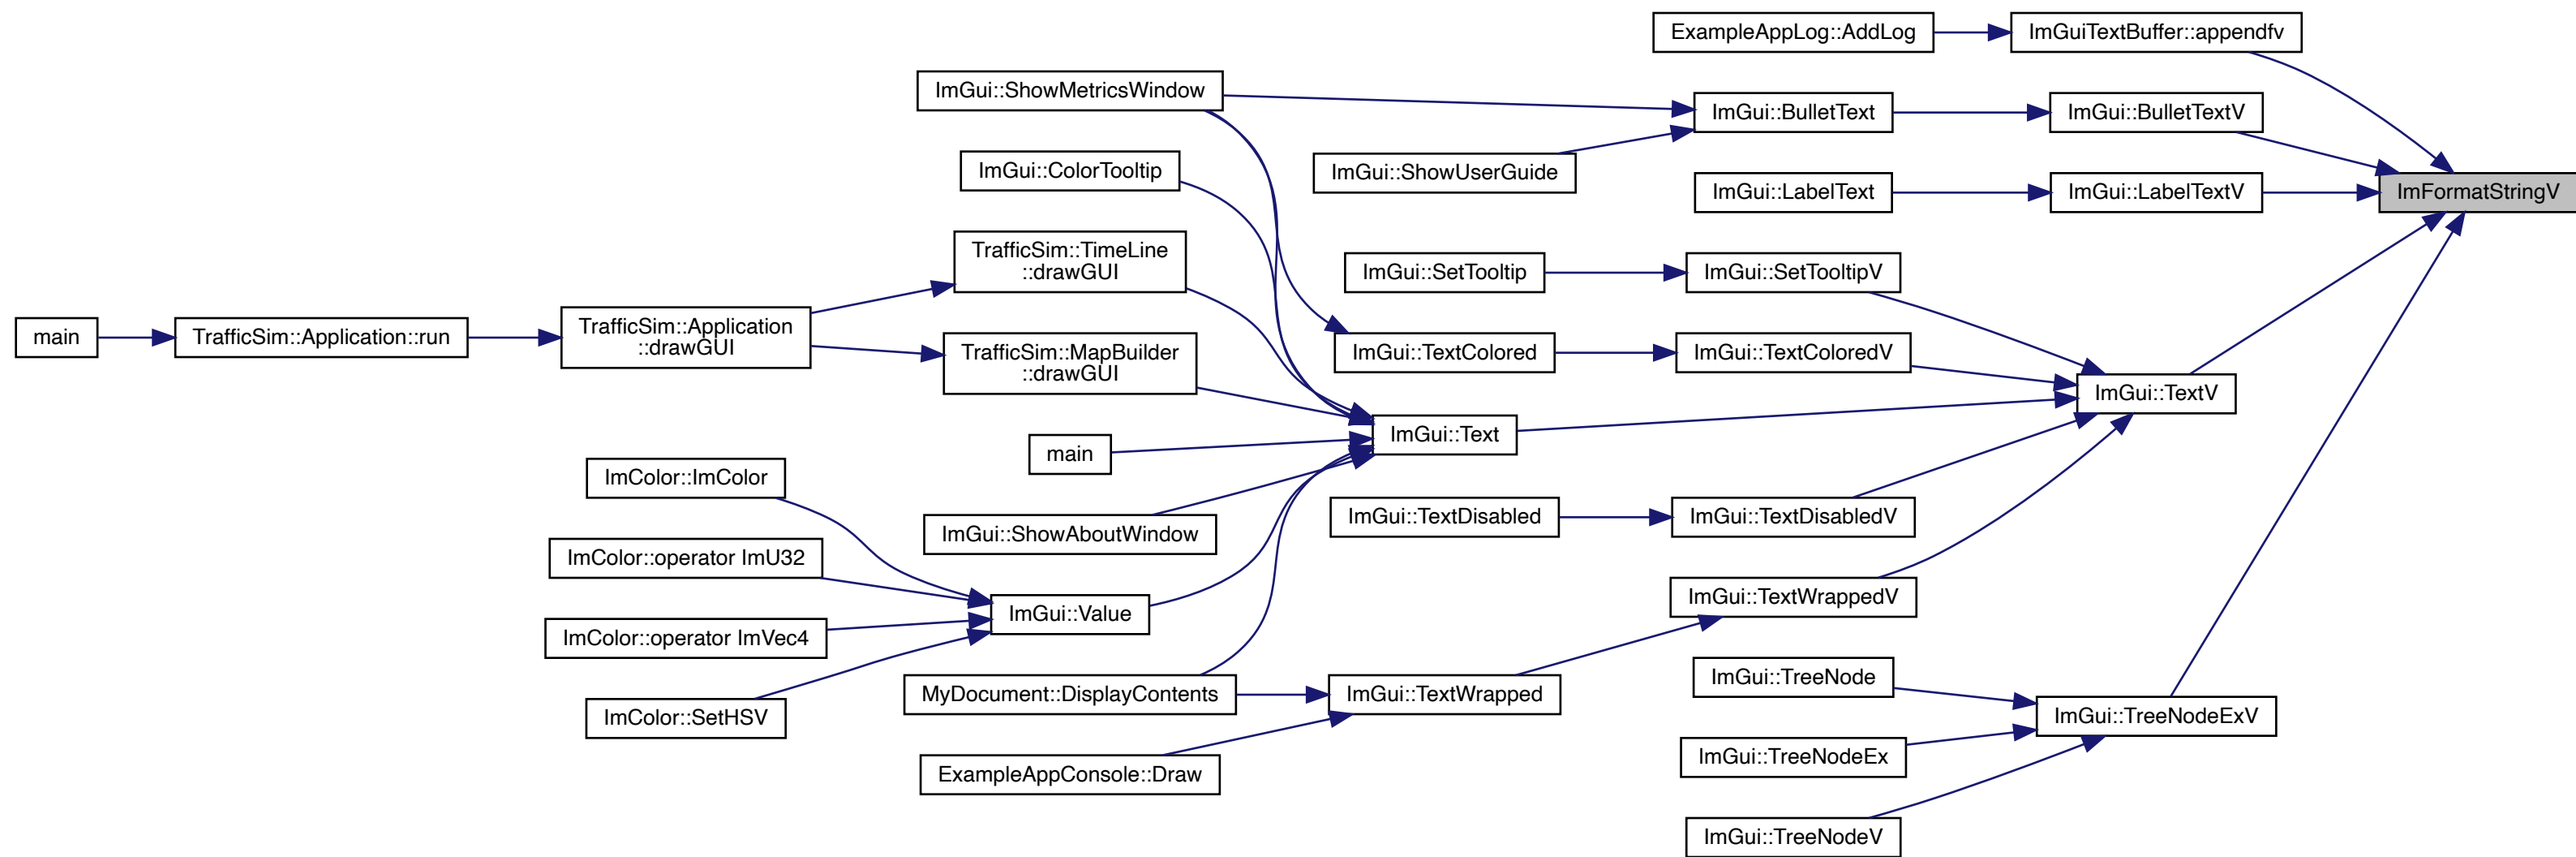 ExampleAppLog::AddLog
ImGuiTextBuffer::appendfv
ImGui::ShowMetricsWindow
ImGui::BulletText
ImGui::BulletTextV
ImGui::ColorTooltip
ImGui::ShowUserGuide
ImGui::LabelText
ImGui::LabelTextV
ImFormatStringV
TrafficSim::TimeLine
::drawGUI
ImGui::SetTooltip
ImGui::SetTooltipV
main
TrafficSim::Application::run
TrafficSim::Application
::drawGUI
TrafficSim::MapBuilder
::drawGUI
ImGui::TextColored
ImGui::TextColoredV
ImGui::TextV
ImGui::Text
main
ImColor::ImColor
ImGui::ShowAboutWindow
ImGui::TextDisabled
ImGui::TextDisabledV
ImColor::operator ImU32
ImGui::TextWrappedV
ImGui::Value
ImColor::operator ImVec4
ImGui::TreeNode
MyDocument::DisplayContents
ImGui::TextWrapped
ImColor::SetHSV
ImGui::TreeNodeExV
ExampleAppConsole::Draw
ImGui::TreeNodeEx
ImGui::TreeNodeV